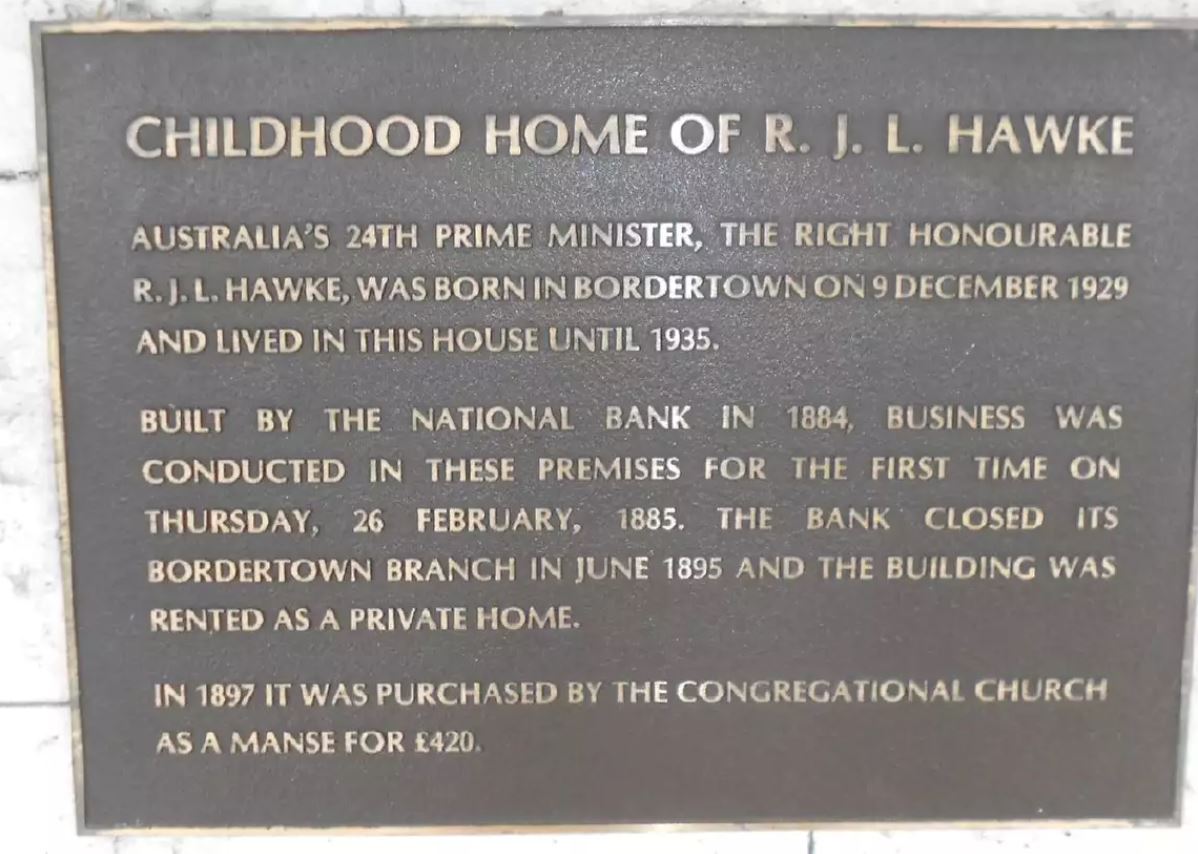 CHILDHOOD HOME OF R. J. L. HAWKE
AUSTRALIA'S 24TH PRIME MINISTER, THE RIGHT HONOURABLE
R. J. L. HAWKE, WAS BORN IN BORDERTOWN ON 9 DECEMBER 1929
AND LIVED IN THIS HOUSE UNTIL 1935.
BUILT BY THE NATIONAL BANK IN 1884, BUSINESS WAS
CONDUCTED IN THESE PREMISES FOR THE FIRST TIME ON
THURSDAY, 26 FEBRUARY, 1885. THE BANK CLOSED ITS
BORDERTOWN BRANCH IN JUNE 1895 AND THE BUILDING WAS
RENTED AS A PRIVATE HOME.
IN 1897 IT WAS PURCHASED BY THE CONGREGATIONAL CHURCH
AS A MANSE FOR £420.